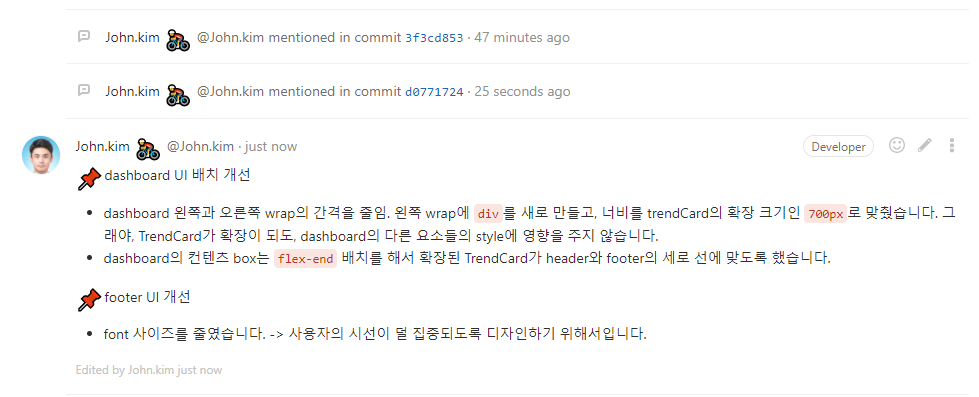 John.kim @John.kim mentioned in commit 3f3cd853 · 47 minutes ago
John.kim @John.kim mentioned in commit d0771724 · 25 seconds ago
John.kim @John.kim · just now Developer
dashboard UI 배치 개선
• dashboard 왼쪽과 오른쪽 wrap의 간격을 줄임. 왼쪽 wrap에 div를 새로 만들고, 너비를 trendCard의 확장 크기인 700px로 맞췄습니다. 그
래야, TrendCard가 확장이 되도, dashboard의 다른 요소들의 style에 영향을 주지 않습니다.
• dashboard의 컨텐츠 box는 flex-end 배치를 해서 확장된 TrendCard가 header와 footer의 세로 선에 맞도록 했습니다.
footer UI 개선
• font 사이즈를 줄였습니다. -> 사용자의 시선이 덜 집중되도록 디자인하기 위해서입니다.
Edited by John.kim just now